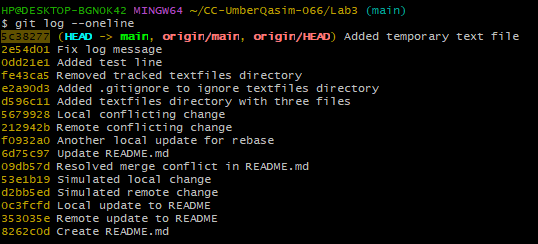 HP@DESKTOP-BGNOK42 MINGW64 ~/CC-UmberQasim-066/Lab3 (main)
$ git log --oneline
5c38277 (HEAD -> main, origin/main, origin/HEAD) Added temporary text file
2e54d01 Fix log message
0dd21e1 Added test line
fe43ca5 Removed tracked textfiles directory
e2a90d3 Added .gitignore to ignore textfiles directory
d596c11 Added textfiles directory with three files
5679928 Local conflicting change
212942b Remote conflicting change
f0932a0 Another local update for rebase
6d75c97 Update README.md
09db57d Resolved merge conflict in README.md
53e1b19 Simulated local change
d2bb5ed Simulated remote change
0c3fcfd Local update to README
353035e Remote update to README
8262c0d Create README.md